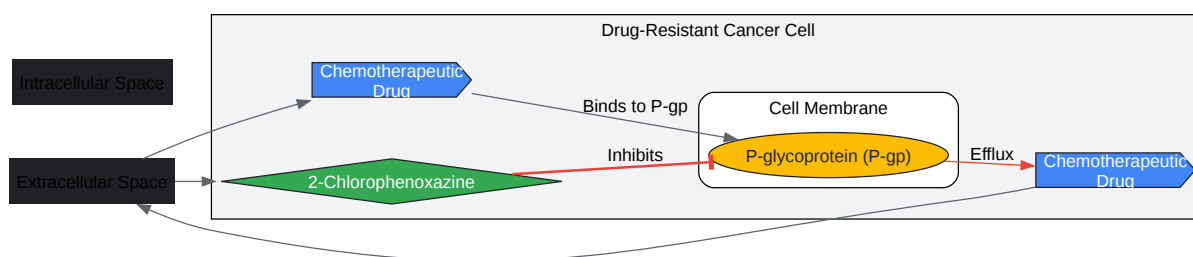 Drug-Resistant Cancer Cell
Intracellular Space
Chemotherapeutic
Drug
Binds to P-gp
Cell Membrane
Extracellular Space
2-Chlorophenoxazine
Inhibits
P-glycoprotein (P-gp)
Efflux
Chemotherapeutic
Drug